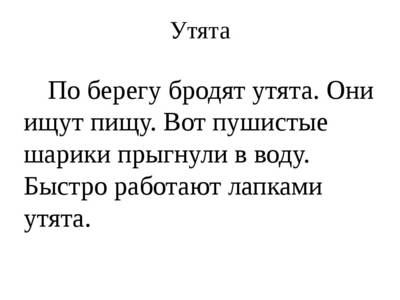 Утята
По берегу бродят утята. Они
ищут пищу. Вот пушистые
шарики прыгнули в воду.
Быстро работают лапками
утята.